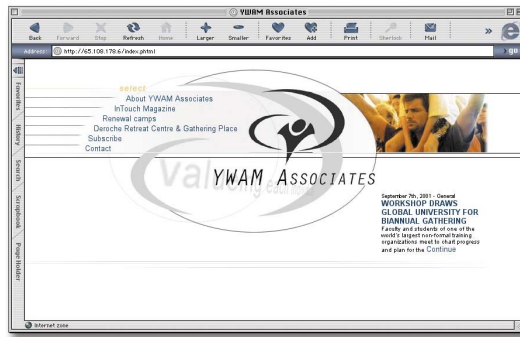 YWAM Associates
Back Forward Stop Refresh Home Larger Smaller Favorites Add Print Sherlock Mail
Address: http://65.108.178.6/index.phtml go
Favorites
History
Search
Scrapbook
Page Holder
select
About YWAM Associates
InTouch Magazine
Renewal camps
Deroche Retreat Centre & Gathering Place
Subscribe
Contact
valuing each
YWAM ASSOCIATES
September 7th, 2001 - General
WORKSHOP DRAWS
GLOBAL UNIVERSITY FOR
BIANNUAL GATHERING
Faculty and students of one of the
world's largest non-formal training
organizations meet to chart progress
and plan for the Continue
Internet zone